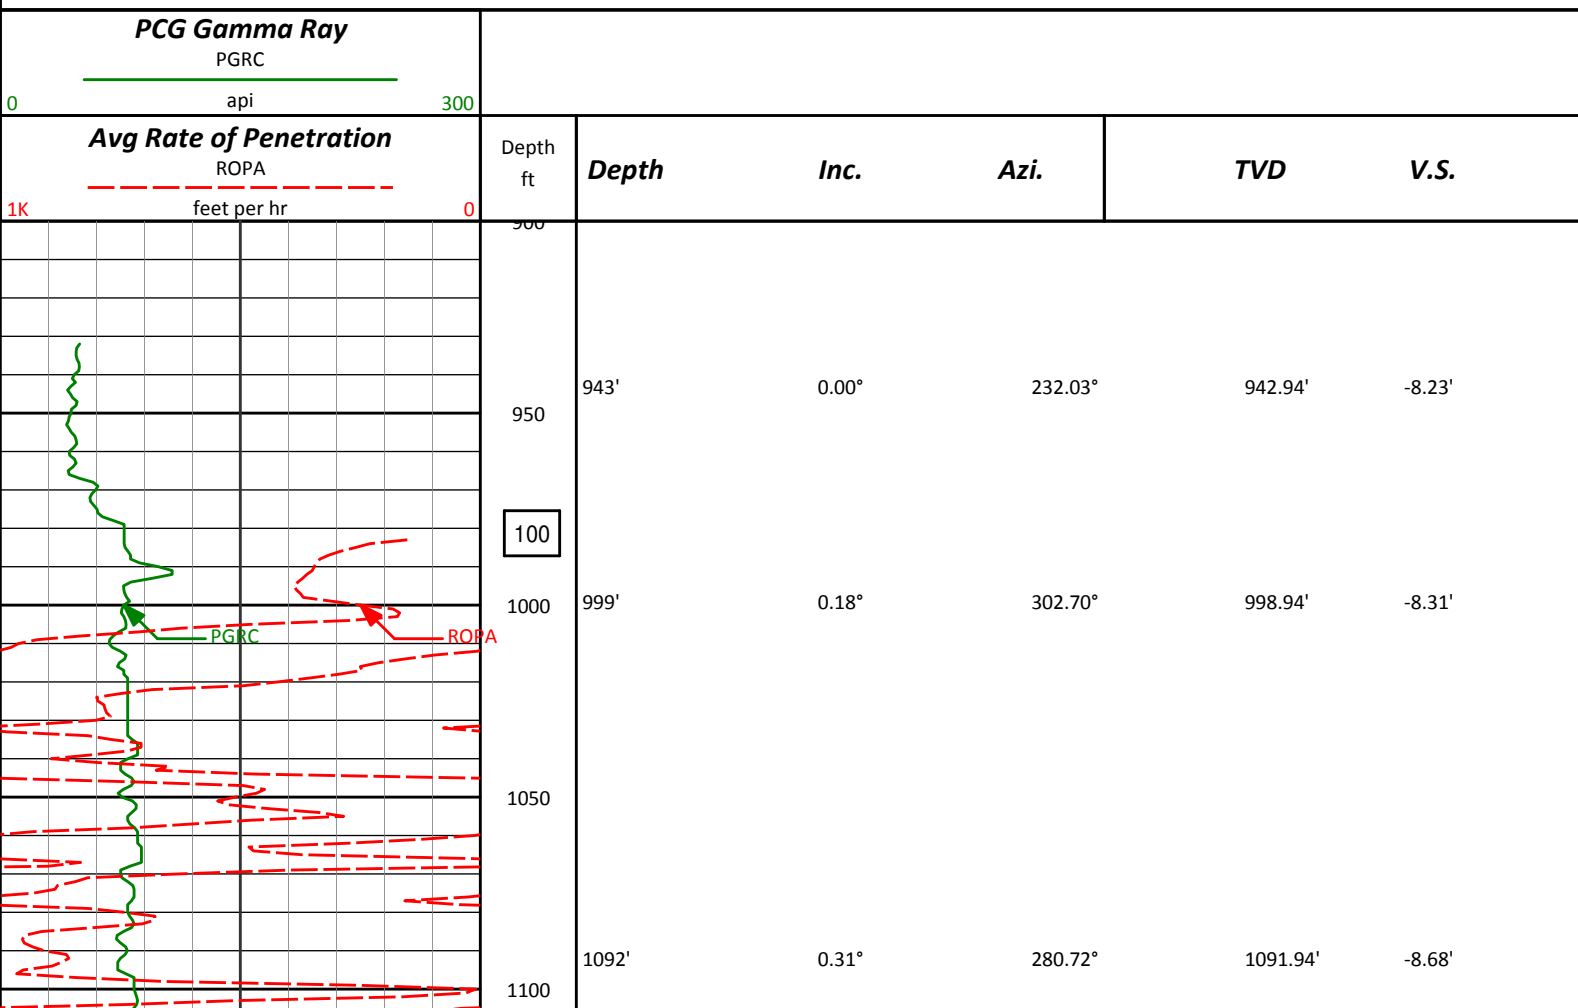 PCG Gamma Ray
PGRC
0 api 300
Avg Rate of Penetration
ROPA
1K feet per hr 0
Depth
ft
Depth Inc. Azi. TVD V.S.
900
943' 0.00° 232.03° 942.94' -8.23'
950
100
1000
999' 0.18° 302.70° 998.94' -8.31'
PGRC
ROPA
1050
1092' 0.31° 280.72° 1091.94' -8.68'
1100